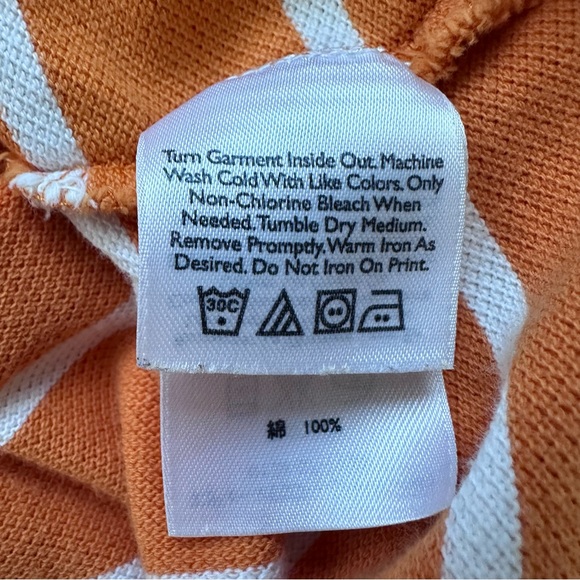 Turn Garment Inside Out. Machine
Wash Cold With Like Colors. Only
Non-Chlorine Bleach When
Needed. Tumble Dry Medium.
Remove Promptly. Warm Iron As
Desired. Do Not Iron On Print.
30C
綿 100%